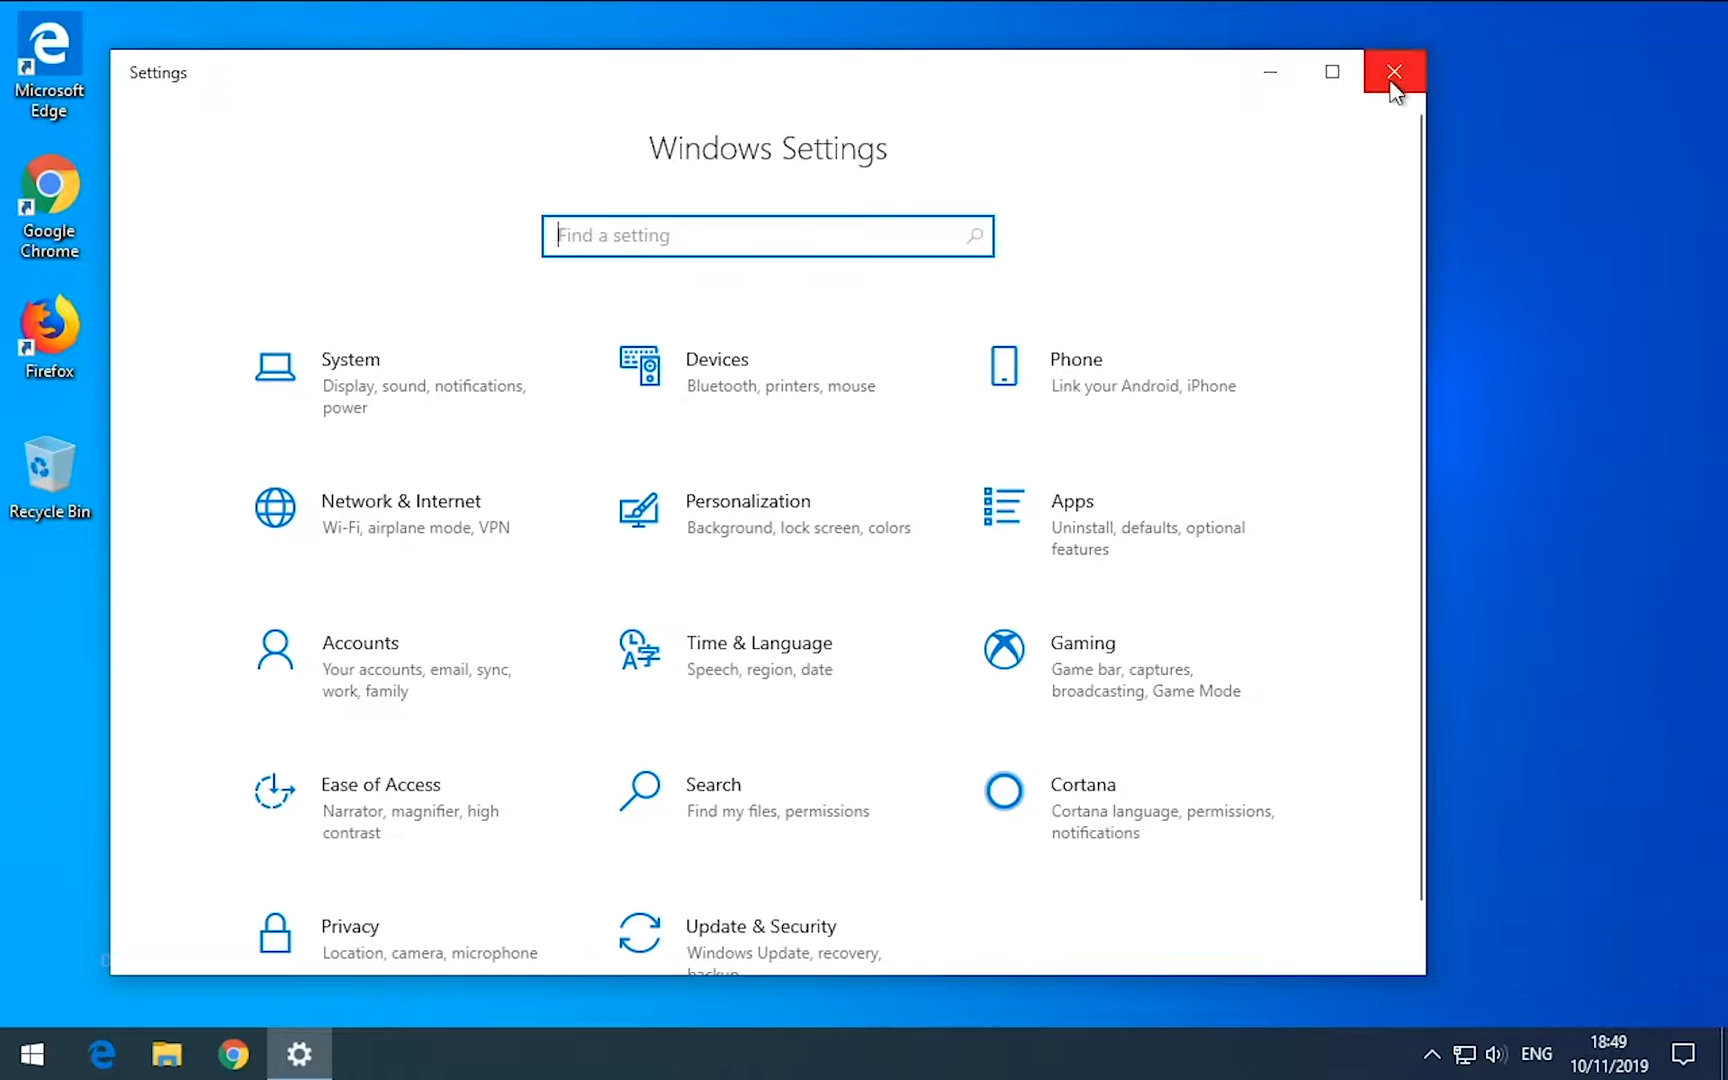 Microsoft
Edge
Google
Chrome
Firefox
Recycle Bin
Settings
Windows Settings
Find a setting
System
Display, sound, notifications,
power
Devices
Bluetooth, printers, mouse
Phone
Link your Android, iPhone
Network & Internet
Wi-Fi, airplane mode, VPN
Personalization
Background, lock screen, colors
Apps
Uninstall, defaults, optional
features
Accounts
Your accounts, email, sync,
work, family
Time & Language
Speech, region, date
Gaming
Game bar, captures,
broadcasting, Game Mode
Ease of Access
Narrator, magnifier, high
contrast
Search
Find my files, permissions
Cortana
Cortana language, permissions,
notifications
Privacy
Location, camera, microphone
Update & Security
Windows Update, recovery,
backup
ENG
18:49
10/11/2019